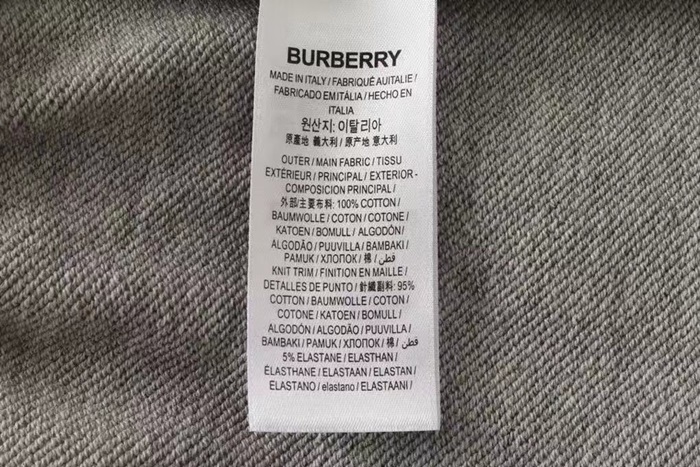 BURBERRY
MADE IN ITALY / FABRIQUÉ AUITALIE /
FABRICADO EM ITÁLIA / HECHO EN
ITALIA
원산지: 이탈리아
原產地 義大利 / 原产地 意大利
OUTER / MAIN FABRIC / TISSU
EXTÉRIEUR / PRINCIPAL / EXTERIOR -
COMPOSICION PRINCIPAL /
外部/主要布料: 100% COTTON /
BAUMWOLLE / COTON / COTONE /
KATOEN / BOMULL / ALGODÓN /
ALGODÃO / PUUVILLA / BAMBAKI /
PAMUK / ХЛОПОК / 棉 / قطن /
KNIT TRIM / FINITION EN MAILLE /
DETALLES DE PUNTO / 針織副料: 95%
COTTON / BAUMWOLLE / COTON /
COTONE / KATOEN / BOMULL /
ALGODÓN / ALGODÃO / PUUVILLA /
BAMBAKI / PAMUK / ХЛОПОК / 棉 / قطن
5% ELASTANE / ELASTHAN /
ÉLASTHANE / ELASTAAN / ELASTAN /
ELASTANO / elastano / ELASTAANI /